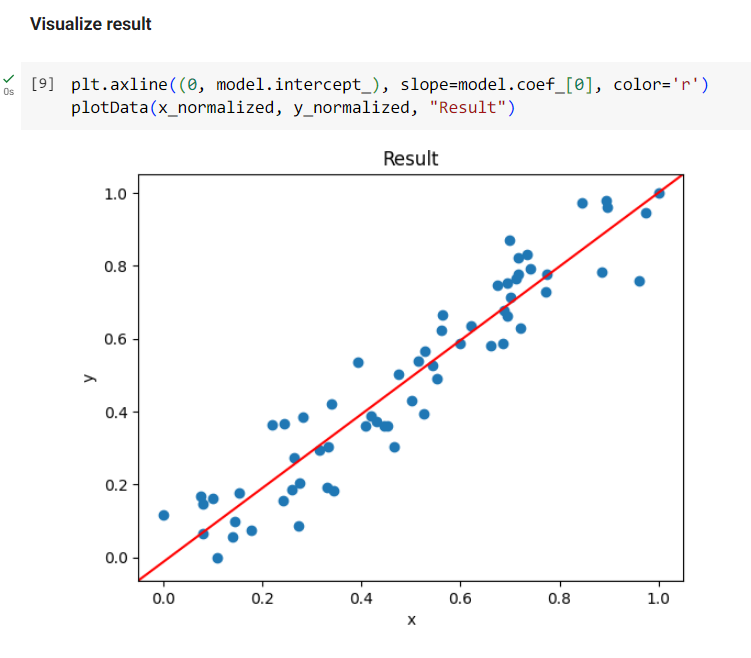 Visualize result
0s
[9] plt.axline((0, model.intercept_), slope=model.coef_[0], color='r')
plotData(x_normalized, y_normalized, "Result")
Result
1.0
0.8
0.6
y
0.4
0.2
0.0
0.0 0.2 0.4 0.6 0.8 1.0
x